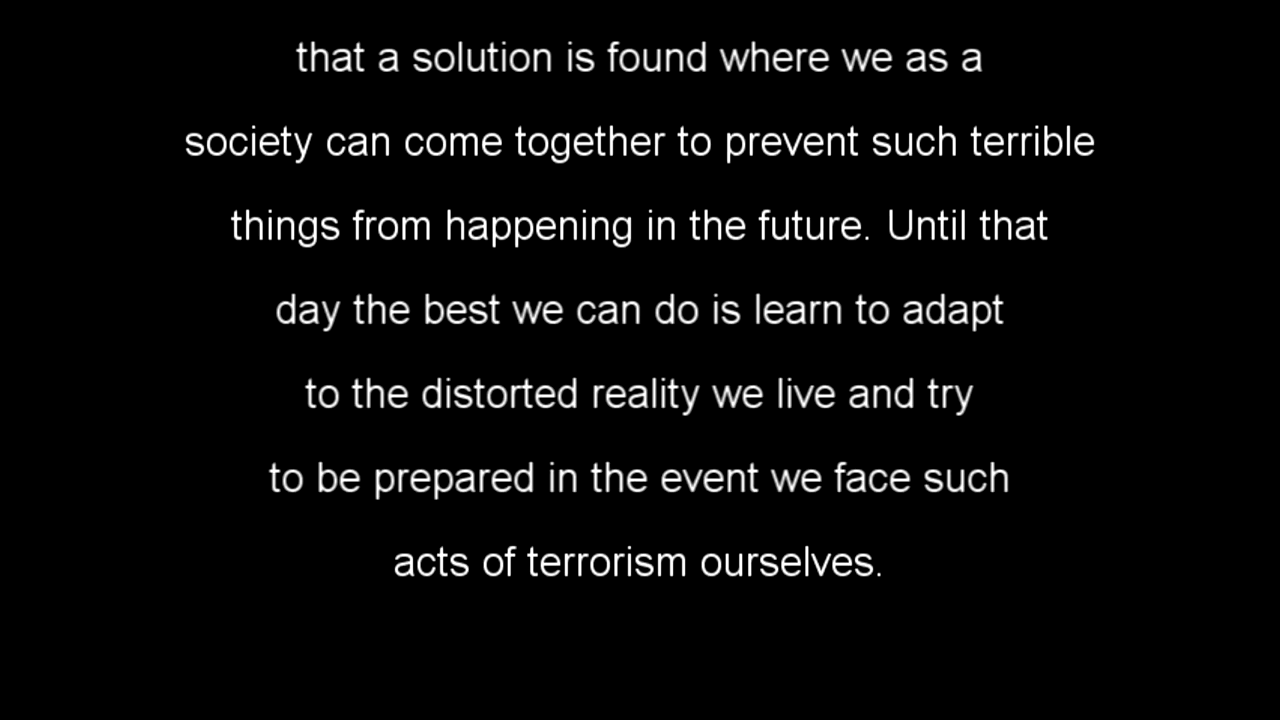 that a solution is found where we as a
society can come together to prevent such terrible
things from happening in the future. Until that
day the best we can do is learn to adapt
to the distorted reality we live and try
to be prepared in the event we face such
acts of terrorism ourselves.